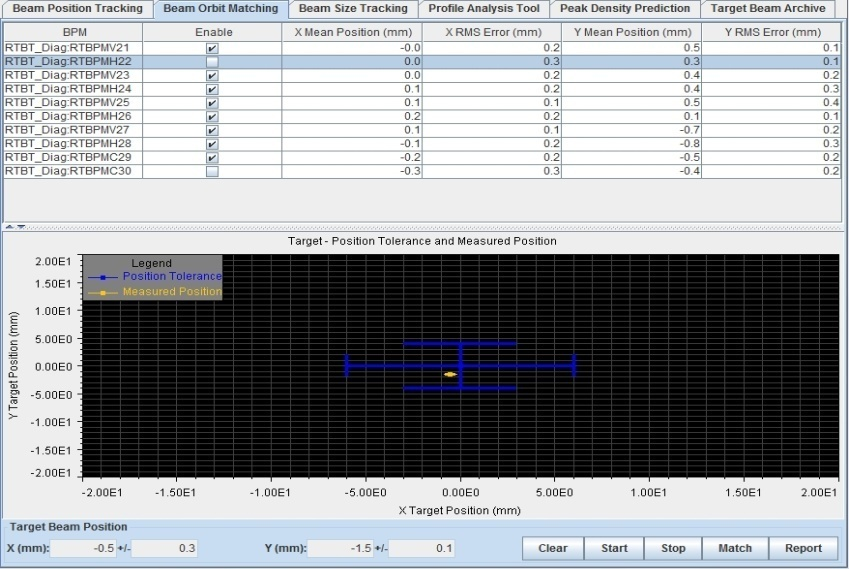 Beam Position Tracking Beam Orbit Matching Beam Size Tracking Profile Analysis Tool Peak Density Prediction Target Beam Archive
BPM Enable X Mean Position (mm) X RMS Error (mm) Y Mean Position (mm) Y RMS Error (mm)
RTBT_Diag:RTBPMV21 -0.0 0.2 0.5 0.1
RTBT_Diag:RTBPMH22 0.0 0.3 0.3 0.1
RTBT_Diag:RTBPMV23 0.0 0.2 0.4 0.2
RTBT_Diag:RTBPMH24 0.1 0.2 0.4 0.3
RTBT_Diag:RTBPMV25 0.1 0.1 0.5 0.4
RTBT_Diag:RTBPMH26 0.2 0.2 0.1 0.1
RTBT_Diag:RTBPMV27 0.1 0.1 -0.7 0.2
RTBT_Diag:RTBPMH28 -0.1 0.2 -0.8 0.3
RTBT_Diag:RTBPMC29 -0.2 0.2 -0.5 0.2
RTBT_Diag:RTBPMC30 -0.3 0.3 -0.4 0.2
Target - Position Tolerance and Measured Position
Legend
Position Tolerance
Measured Position
Y Target Position (mm)
2.00E1
1.50E1
1.00E1
5.00E0
0.00E0
-5.00E0
-1.00E1
-1.50E1
-2.00E1
-2.00E1 -1.50E1 -1.00E1 -5.00E0 0.00E0 5.00E0 1.00E1 1.50E1 2.00E1
X Target Position (mm)
Target Beam Position
X (mm): -0.5 +/- 0.3 Y (mm): -1.5 +/- 0.1 Clear Start Stop Match Report